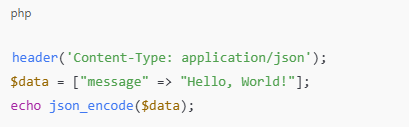 php
header('Content-Type: application/json');
$data = ["message" => "Hello, World!"];
echo json_encode($data);